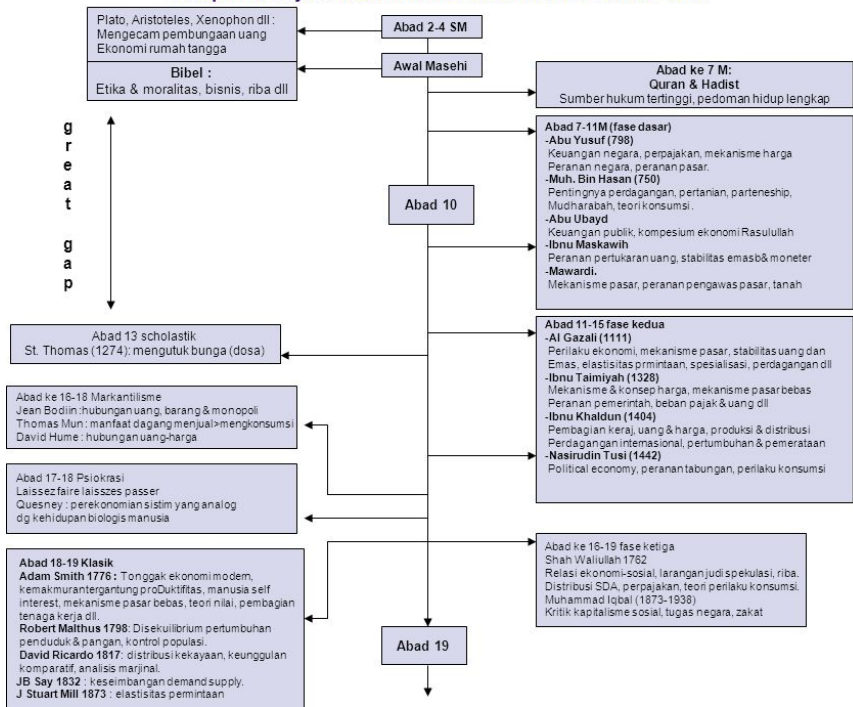 Plato, Aristoteles, Xenophon dll :
Mengecam pembungaan uang
Ekonomi rumah tangga
Abad 2-4 SM
Bibel :
Etika & moralitas, bisnis, riba dll
Awal Masehi
Abad ke 7 M:
Quran & Hadist
Sumber hukum tertinggi, pedoman hidup lengkap
great gap
Abad 7-11M (fase dasar)
-Abu Yusuf (798)
Keuangan negara, perpajakan, mekanisme harga
Peranan negara, peranan pasar.
-Muh. Bin Hasan (750)
Pentingnya perdagangan, pertanian, parteneship,
Mudharabah, teori konsumsi .
-Abu Ubayd
Keuangan publik, kompesium ekonomi Rasulullah
-Ibnu Maskawih
Peranan pertukaran uang, stabilitas emasb& moneter
-Mawardi.
Mekanisme pasar, peranan pengawas pasar, tanah
Abad 10
Abad 13 scholastik
St. Thomas (1274): mengutuk bunga (dosa)
Abad 11-15 fase kedua
-Al Gazali (1111)
Perilaku ekonomi, mekanisme pasar, stabilitas uang dan
Emas, elastisitas prmintaan, spesialisasi, perdagangan dll
-Ibnu Taimiyah (1328)
Mekanisme & konsep harga, mekanisme pasar bebas
Peranan pemerintah, beban pajak & uang dll
-Ibnu Khaldun (1404)
Pembagian keraj, uang & harga, produksi & distribusi
Perdagangan internasional, pertumbuhan & pemerataan
-Nasirudin Tusi (1442)
Political economy, peranan tabungan, perilaku konsumsi
Abad ke 16-18 Markantilisme
Jean Bodiin :hubungan uang, barang & monopoli
Thomas Mun : manfaat dagang menjual>mengkonsumsi
David Hume : hubungan uang-harga
Abad 17-18 Psiokrasi
Laissez faire laisszes passer
Quesney : perekonomian sistim yang analog
dg kehidupan biologis manusia
Abad ke 16-19 fase ketiga
Shah Waliullah 1762
Relasi ekonomi-sosial, larangan judi spekulasi, riba.
Distribusi SDA, perpajakan, teori perilaku konsumsi.
Muhammad Iqbal (1873-1938)
Kritik kapitalisme sosial, tugas negara, zakat
Abad 18-19 Klasik
Adam Smith 1776 : Tonggak ekonomi modern,
kemakmurantergantung proDuktifitas, manusia self
interest, mekanisme pasar bebas, teori nilai, pembagian
tenaga kerja dll.
Robert Malthus 1798: Disekuilibrium pertumbuhan
penduduk & pangan, kontrol populasi.
David Ricardo 1817: distribusi kekayaan, keunggulan
komparatif, analisis marjinal.
JB Say 1832 : keseimbangan demand supply.
J Stuart Mill 1873 : elastisitas permintaan
Abad 19